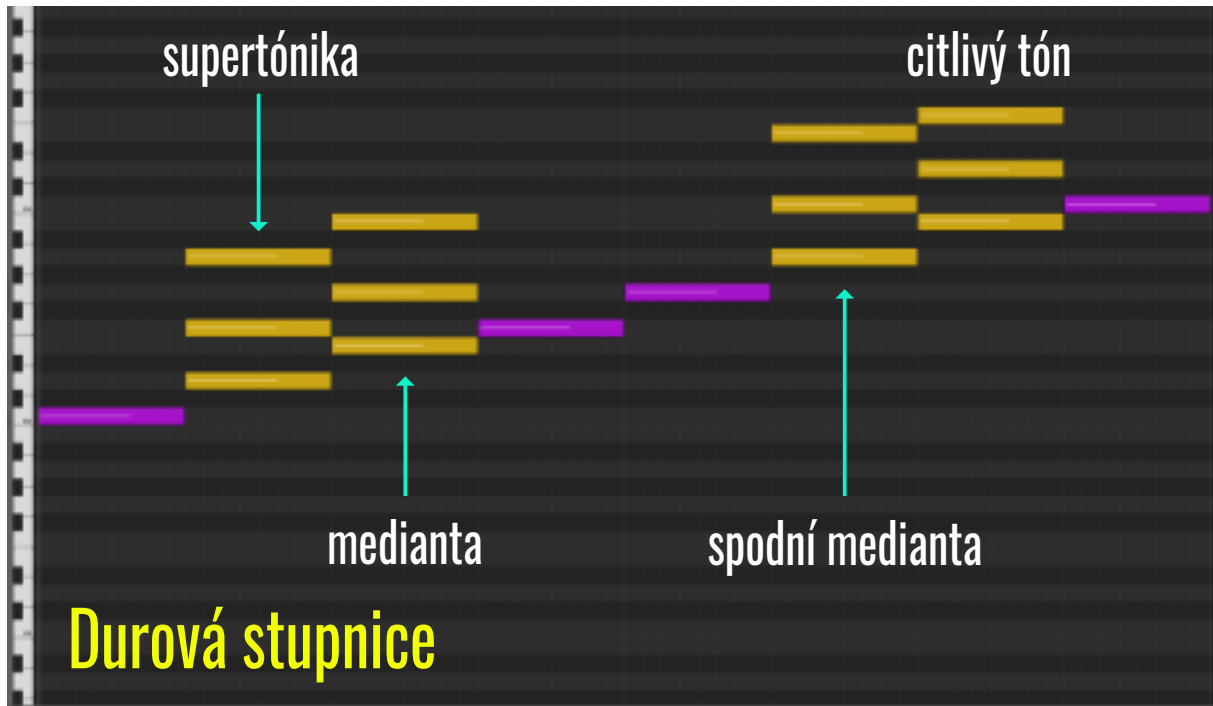 supertónika
citlivý tón
medianta
spodní medianta
Durová stupnice